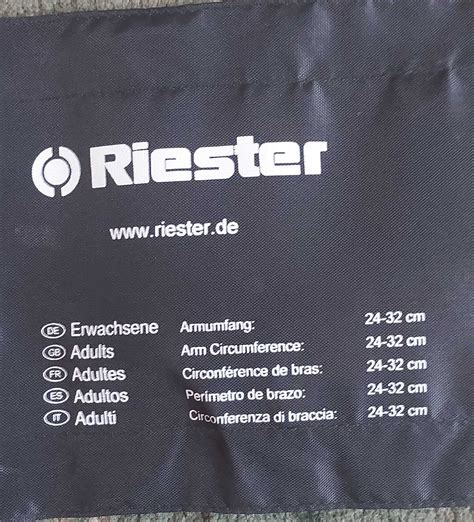 Riester
www.riester.de
DE Erwachsene Armumfang: 24-32 cm
GB Adults Arm Circumference: 24-32 cm
FR Adultes Circonférence de bras: 24-32 cm
ES Adultos Perímetro de brazo: 24-32 cm
IT Adulti Circonferenza di braccia: 24-32 cm